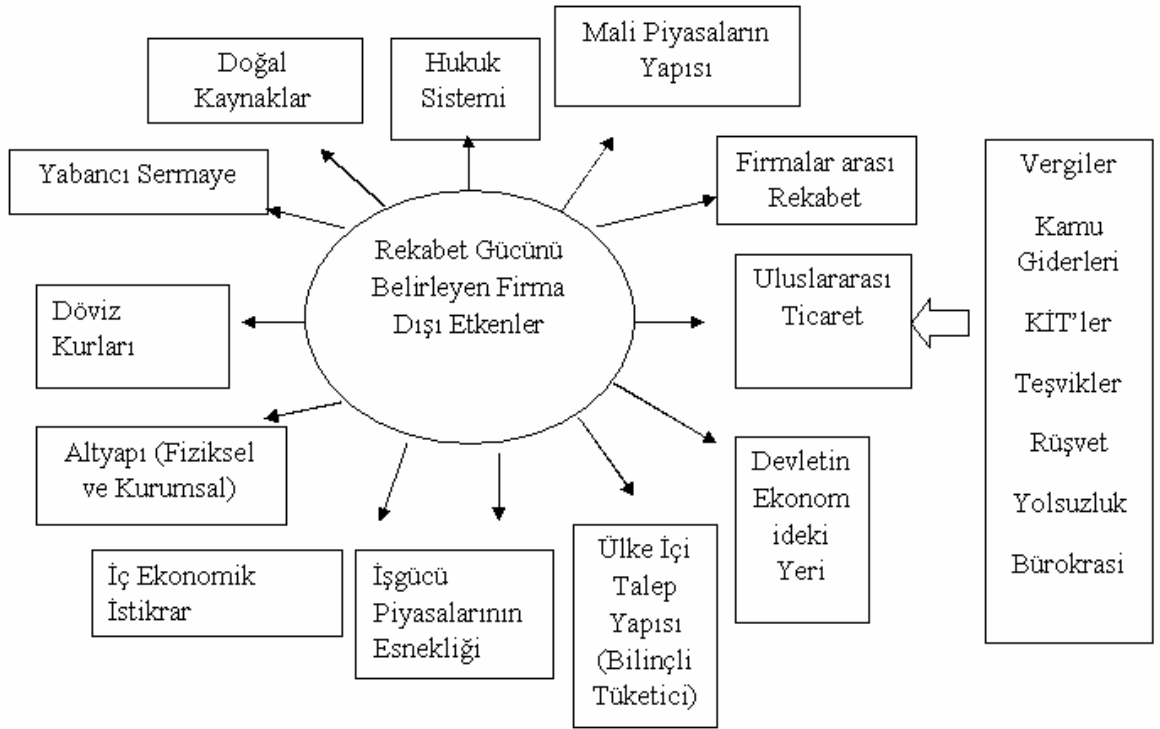 Mali Piyasaların
Yapısı
Doğal
Kaynaklar
Hukuk
Sistemi
Yabancı Sermaye
Firmalar arası
Rekabet
Vergiler
Kamu
Giderleri
KİT’ler
Teşvikler
Rüşvet
Yolsuzluk
Bürokrasi
Rekabet Gücünü
Belirleyen Firma
Dışı Etkenler
Uluslararası
Ticaret
Döviz
Kurları
Altyapı (Fiziksel
ve Kurumsal)
Devletin
Ekonom
ideki
Yeri
İç Ekonomik
İstikrar
İşgücü
Piyasalarının
Esnekliği
Ülke İçi
Talep
Yapısı
(Bilinçli
Tüketici)